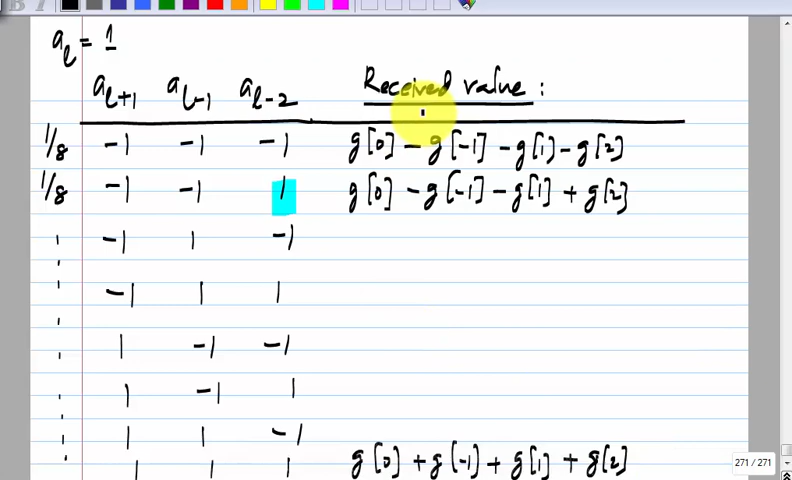 a_l = 1
a_{l+1} a_{l-1} a_{l-2} Received value :
1/8 -1 -1 -1 g[0] - g[-1] - g[1] - g[2]
1/8 -1 -1 1 g[0] - g[-1] - g[1] + g[2]
-1 1 -1
-1 1 1
1 -1 -1
1 -1 1
1 1 -1
1 1 1 g[0] + g[-1] + g[1] + g[2]
271 / 271